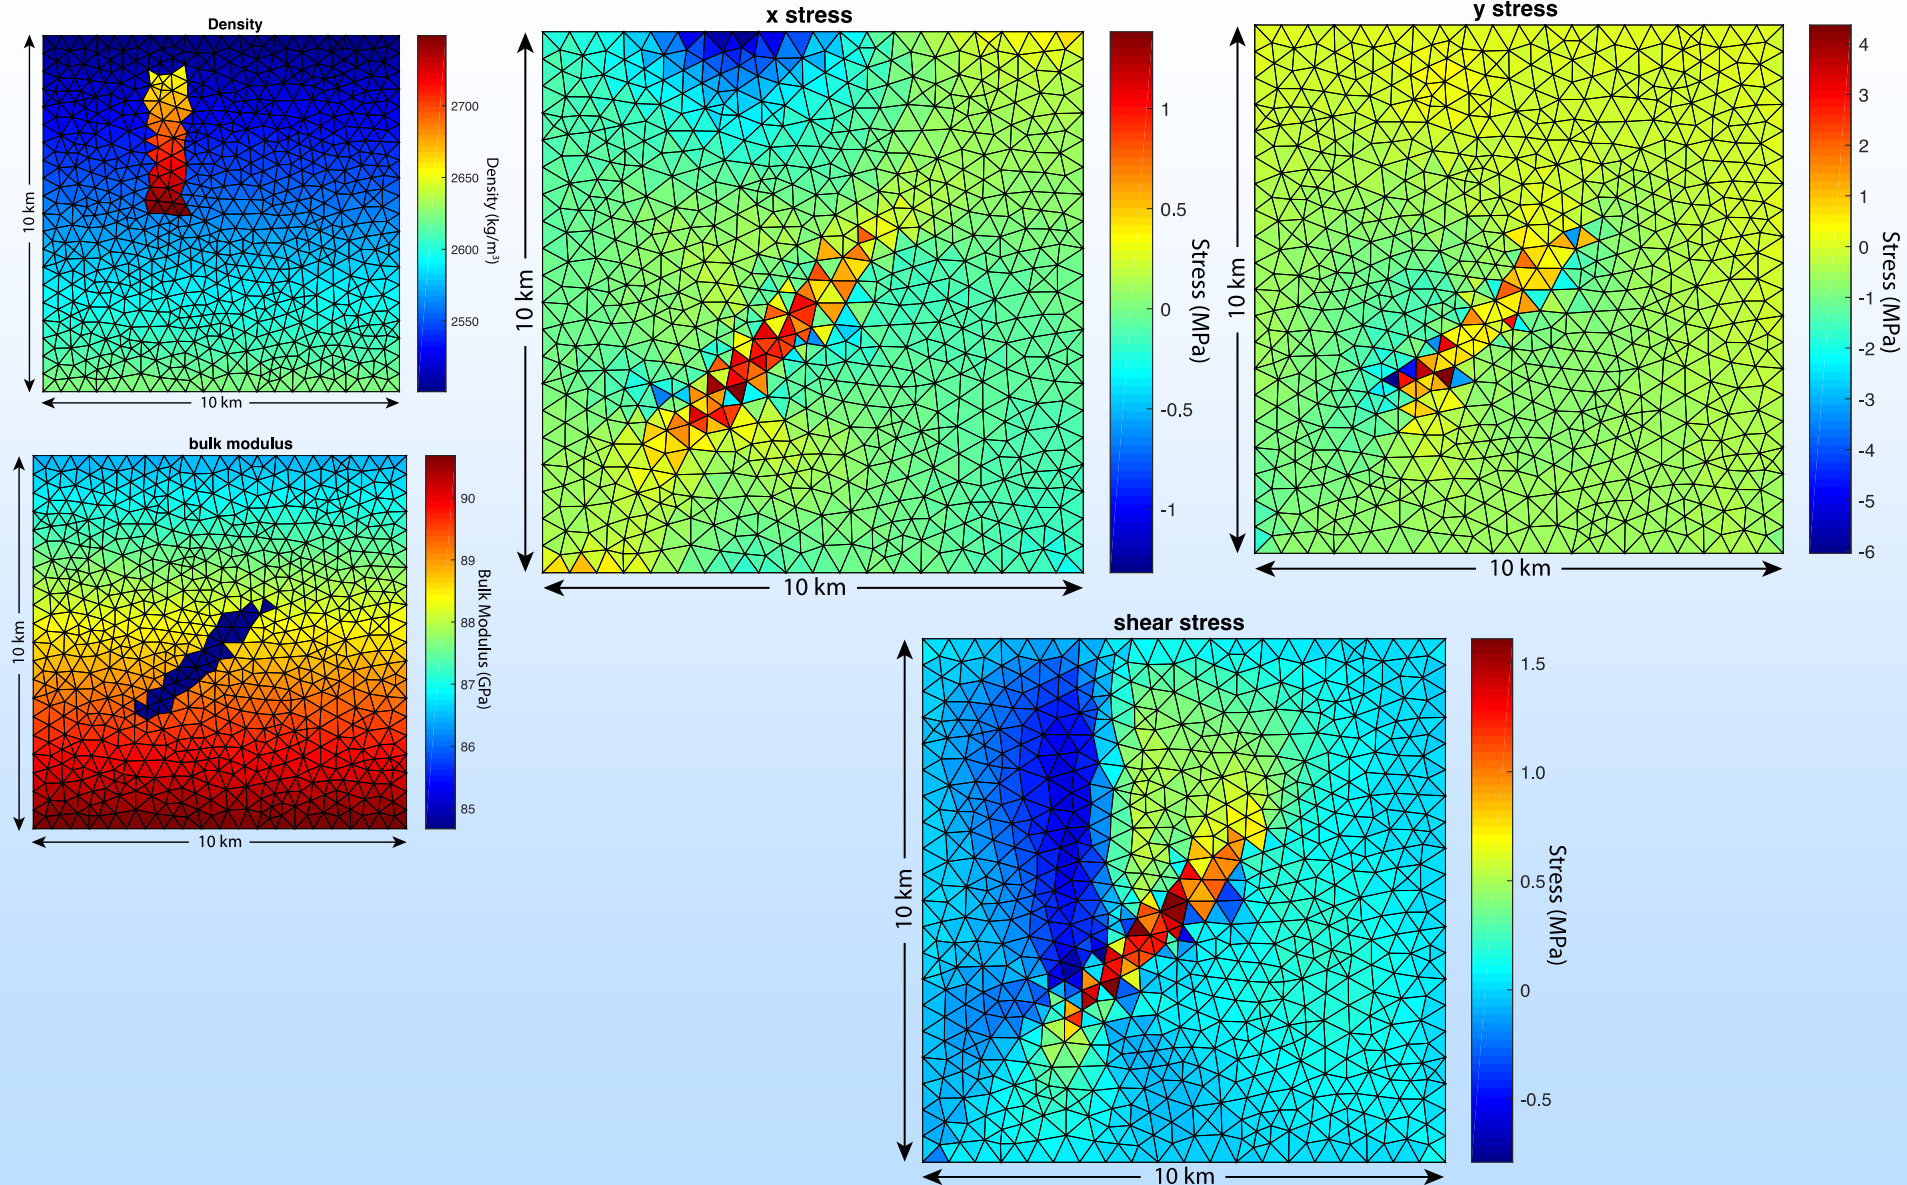 Density
10 km
2700
2650
2600
2550
Density (kg/m³)
10 km
bulk modulus
10 km
90
89
88
87
86
85
Bulk Modulus (GPa)
10 km
x stress
10 km
1
0.5
0
-0.5
-1
Stress (MPa)
10 km
y stress
10 km
4
3
2
1
0
-1
-2
-3
-4
-5
-6
Stress (MPa)
10 km
shear stress
10 km
1.5
1.0
0.5
0
-0.5
Stress (MPa)
10 km